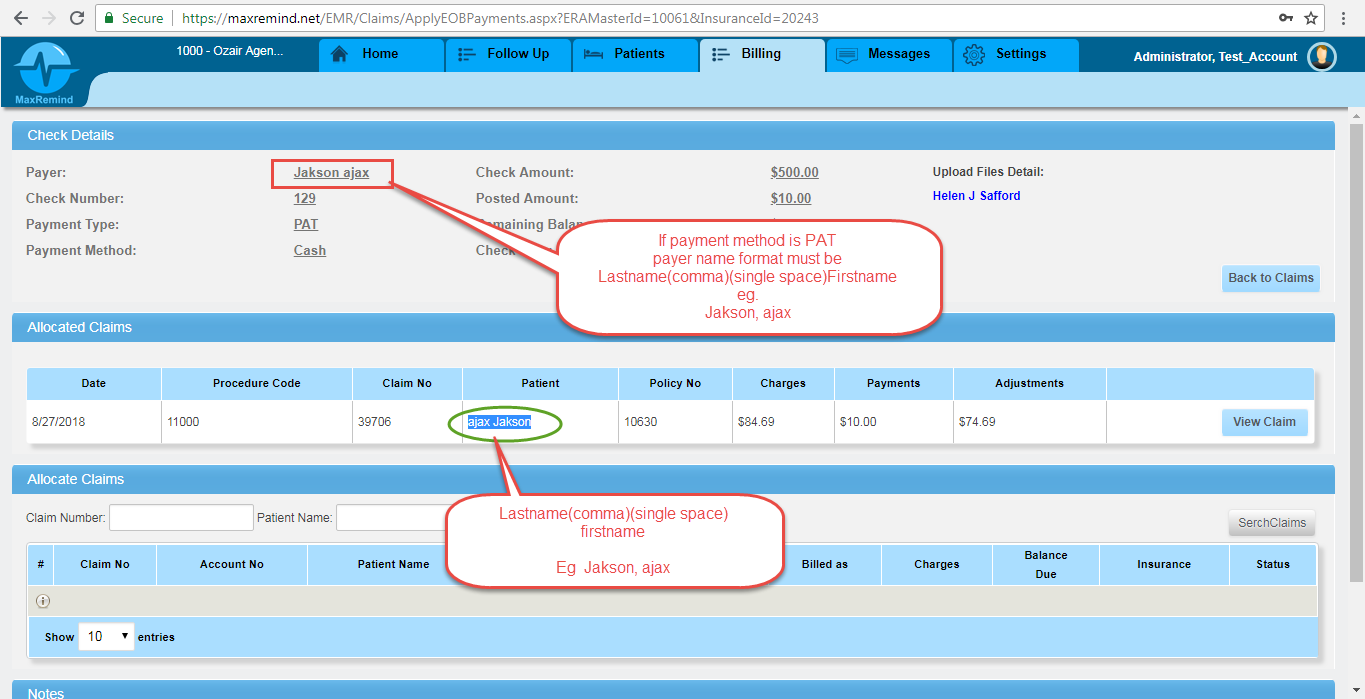 Secure https://maxremind.net/EMR/Claims/ApplyEOBPayments.aspx?ERAMasterId=10061&InsuranceId=20243
MaxRemind
1000 - Ozair Agen...
Home Follow Up Patients Billing Messages Settings
Administrator, Test_Account
Check Details
Payer: Jakson ajax Check Amount: $500.00 Upload Files Detail:
Check Number: 129 Posted Amount: $10.00 Helen J Safford
Payment Type: PAT Remaining Balan
Payment Method: Cash Check
If payment method is PAT
payer name format must be
Lastname(comma)(single space)Firstname
eg.
Jakson, ajax
Back to Claims
Allocated Claims
Date Procedure Code Claim No Patient Policy No Charges Payments Adjustments
8/27/2018 11000 39706 ajax Jakson 10630 $84.69 $10.00 $74.69 View Claim
Allocate Claims
Claim Number: Patient Name: SerchClaims
Lastname(comma)(single space)
firstname
Eg Jakson, ajax
# Claim No Account No Patient Name Billed as Charges Balance Due Insurance Status
Show 10 entries
Notes